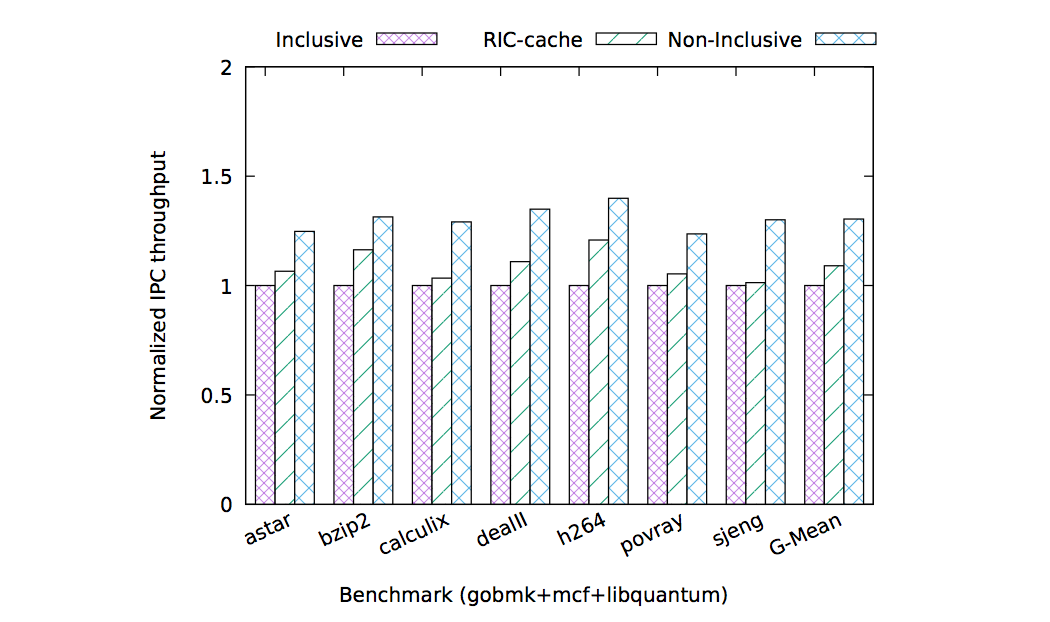 Inclusive RIC-cache Non-Inclusive
2
1.5
1
0.5
0
Normalized IPC throughput
astar bzip2 calculix dealII h264 povray sjeng G-Mean
Benchmark (gobmk+mcf+libquantum)